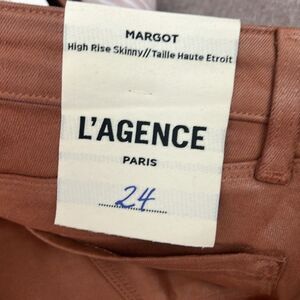 MARGOT
High Rise Skinny//Taille Haute Etroit
L'AGENCE
PARIS
24